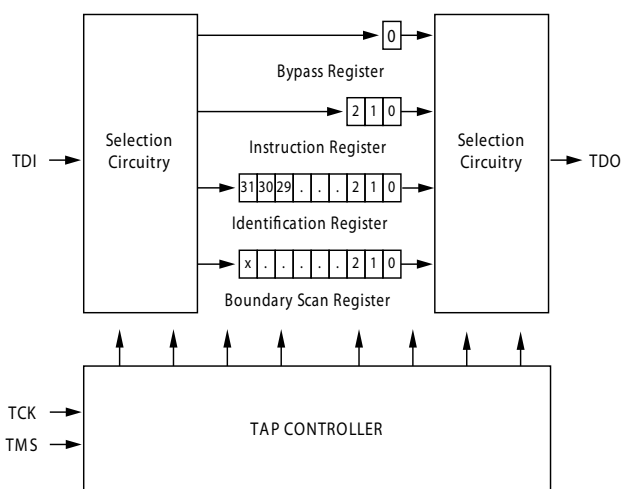 0
Bypass Register
2 1 0
Instruction Register
Selection
Circuitry
Selection
Circuitry
TDI
TDO
31 30 29 . . . 2 1 0
Identification Register
x . . . . . 2 1 0
Boundary Scan Register
TCK
TMS
TAP CONTROLLER